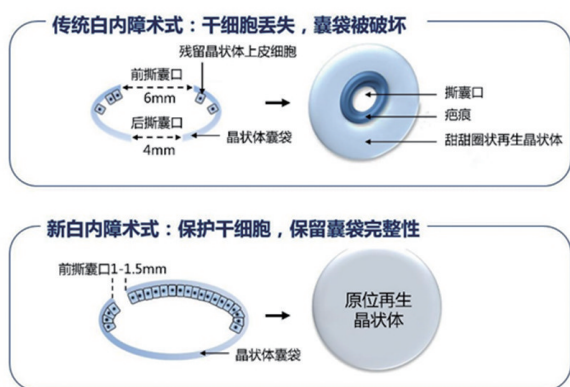 传统白内障术式：干细胞丢失，囊袋被破坏
残留晶状体上皮细胞
前撕囊口
6mm
后撕囊口
4mm
晶状体囊袋
撕囊口
疤痕
甜甜圈状再生晶状体
新白内障术式：保护干细胞，保留囊袋完整性
前撕囊口1-1.5mm
晶状体囊袋
原位再生
晶状体